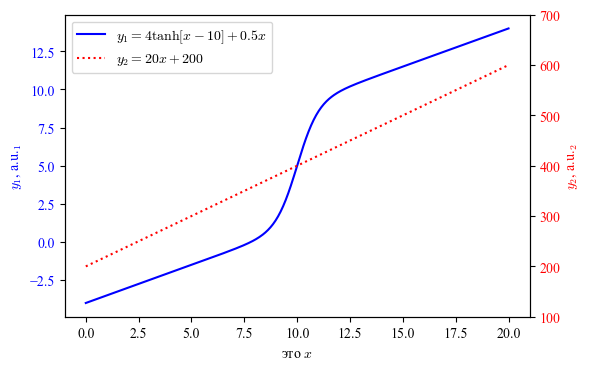 y₁ = 4tanh[x − 10] + 0.5x
y₂ = 20x + 200
y₁, a.u.₁
12.5
10.0
7.5
5.0
2.5
0.0
−2.5
700
600
500
400
300
200
100
y₂, a.u.₂
0.0 2.5 5.0 7.5 10.0 12.5 15.0 17.5 20.0
это x